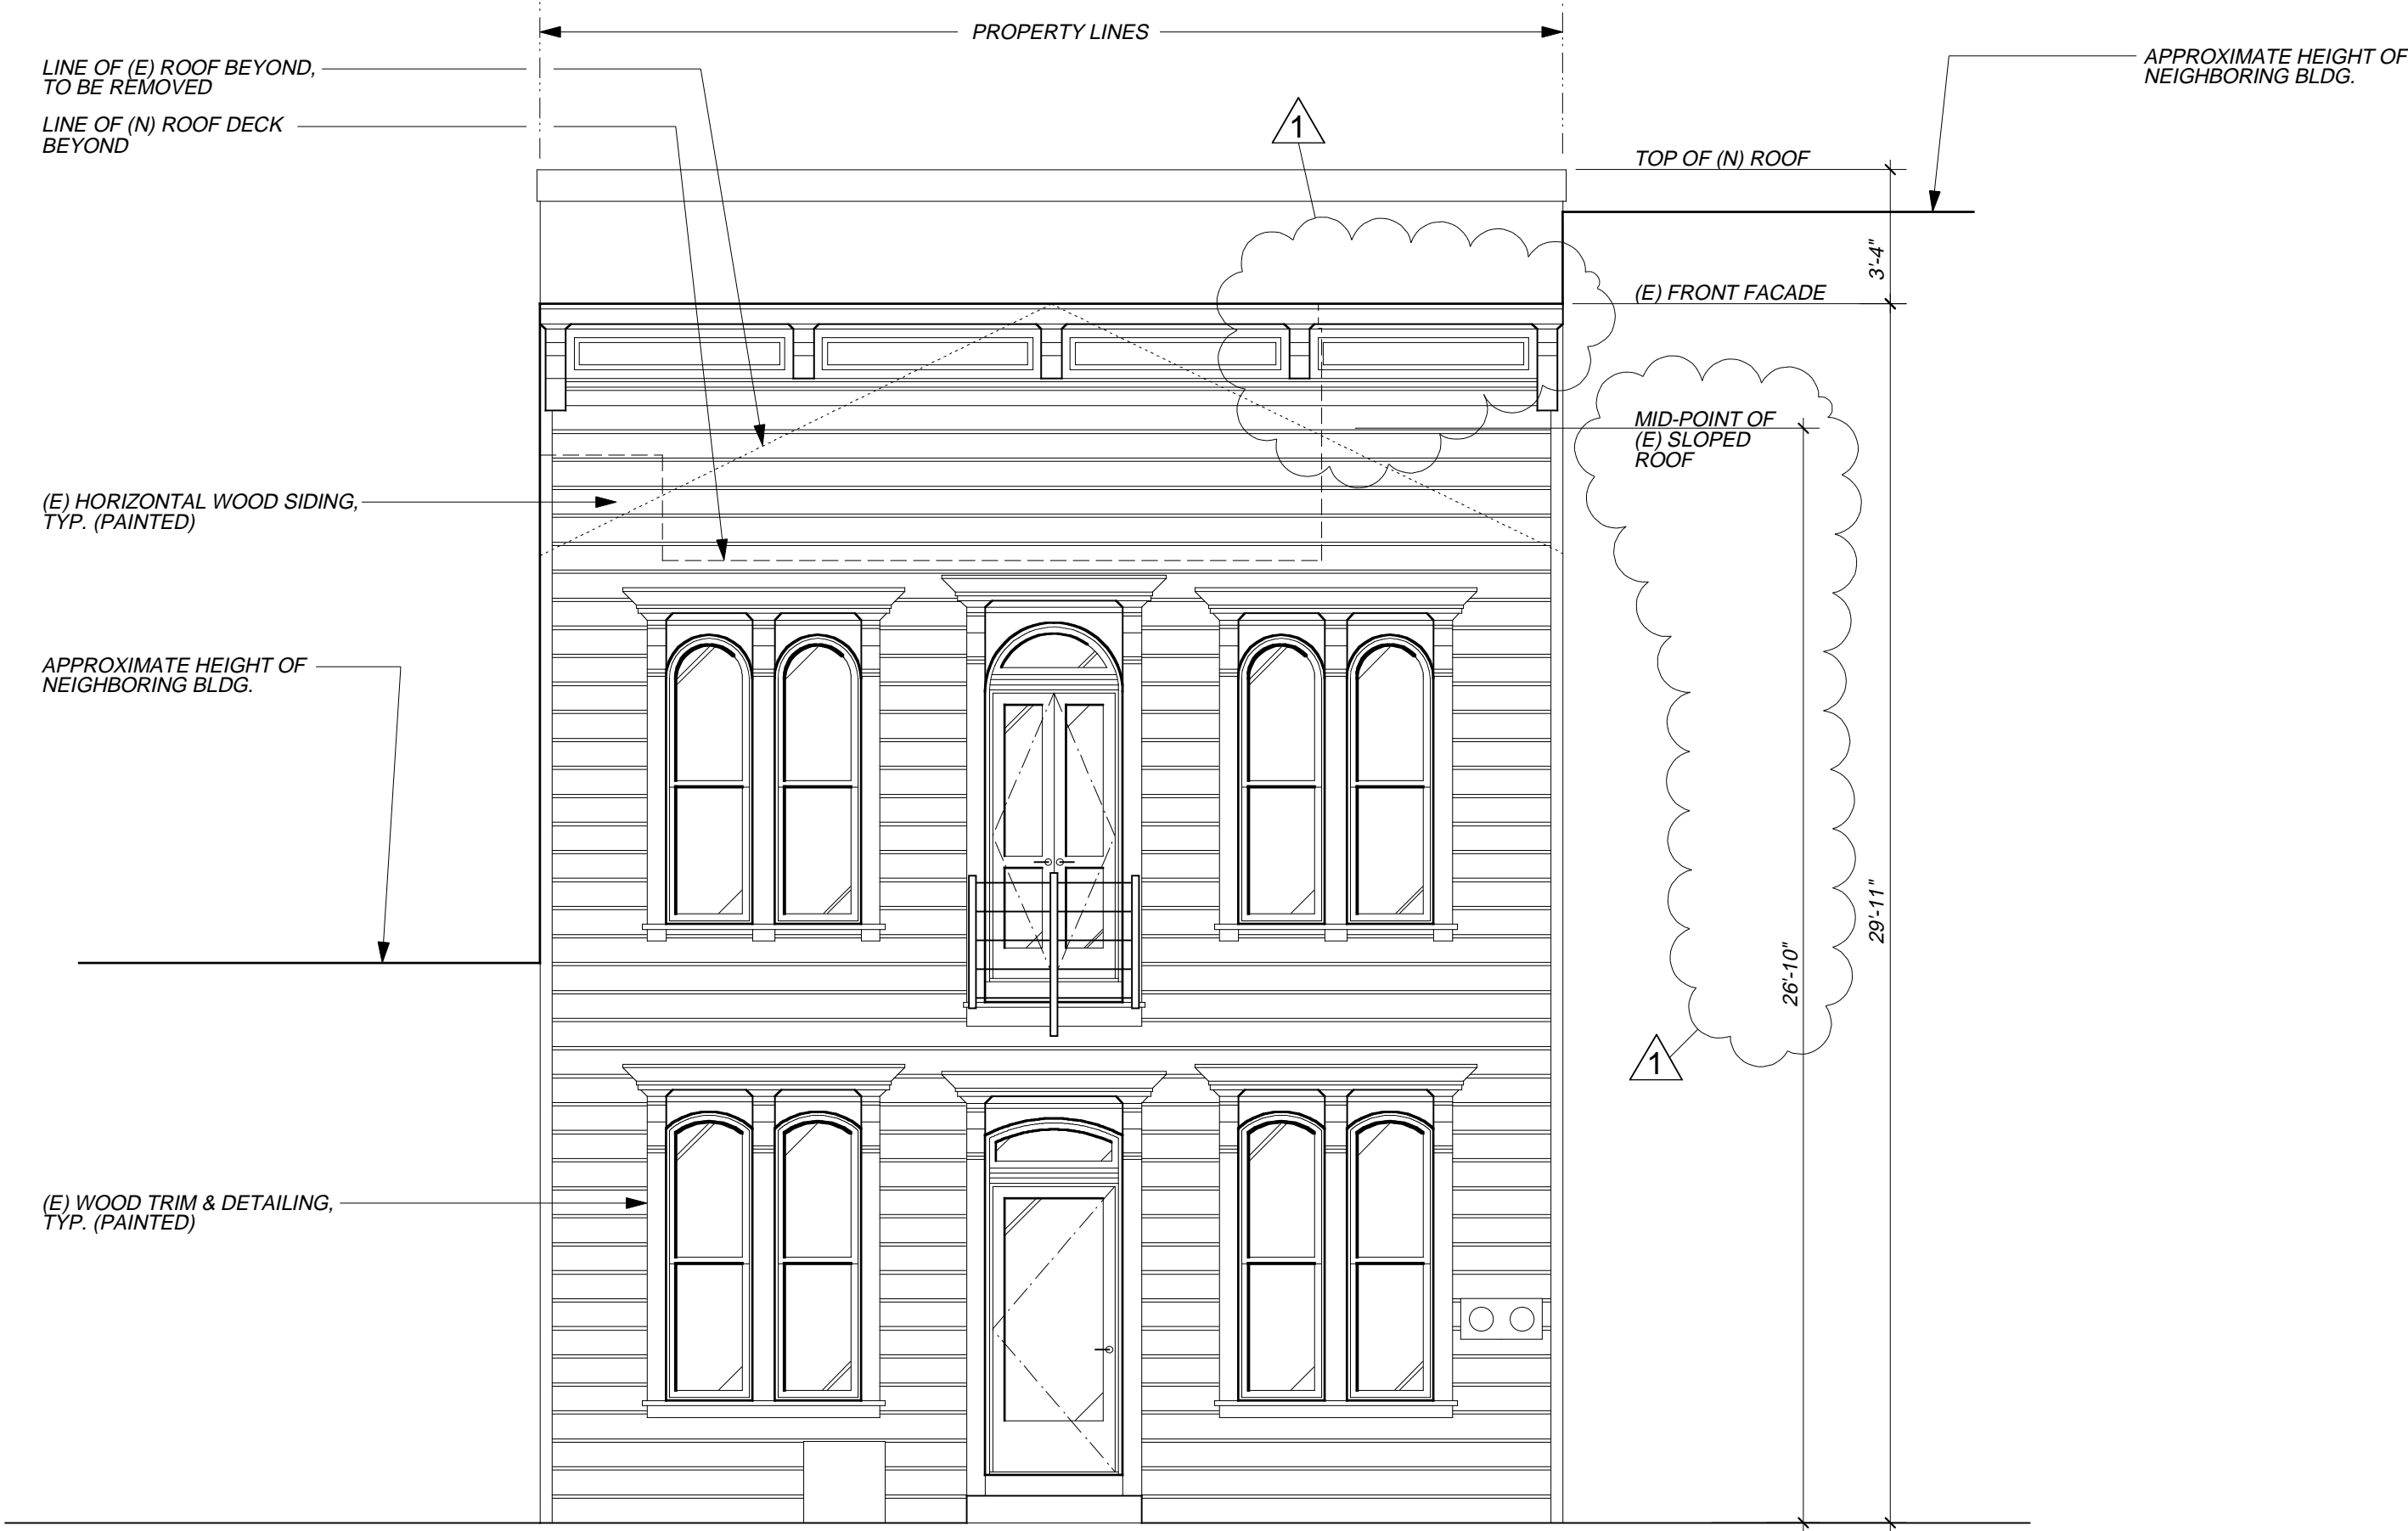 PROPERTY LINES
LINE OF (E) ROOF BEYOND,
TO BE REMOVED
APPROXIMATE HEIGHT OF
NEIGHBORING BLDG.
LINE OF (N) ROOF DECK
BEYOND
1
TOP OF (N) ROOF
3'-4"
(E) FRONT FACADE
MID-POINT OF
(E) SLOPED
ROOF
(E) HORIZONTAL WOOD SIDING,
TYP. (PAINTED)
APPROXIMATE HEIGHT OF
NEIGHBORING BLDG.
29'-11"
26'-10"
1
(E) WOOD TRIM & DETAILING,
TYP. (PAINTED)